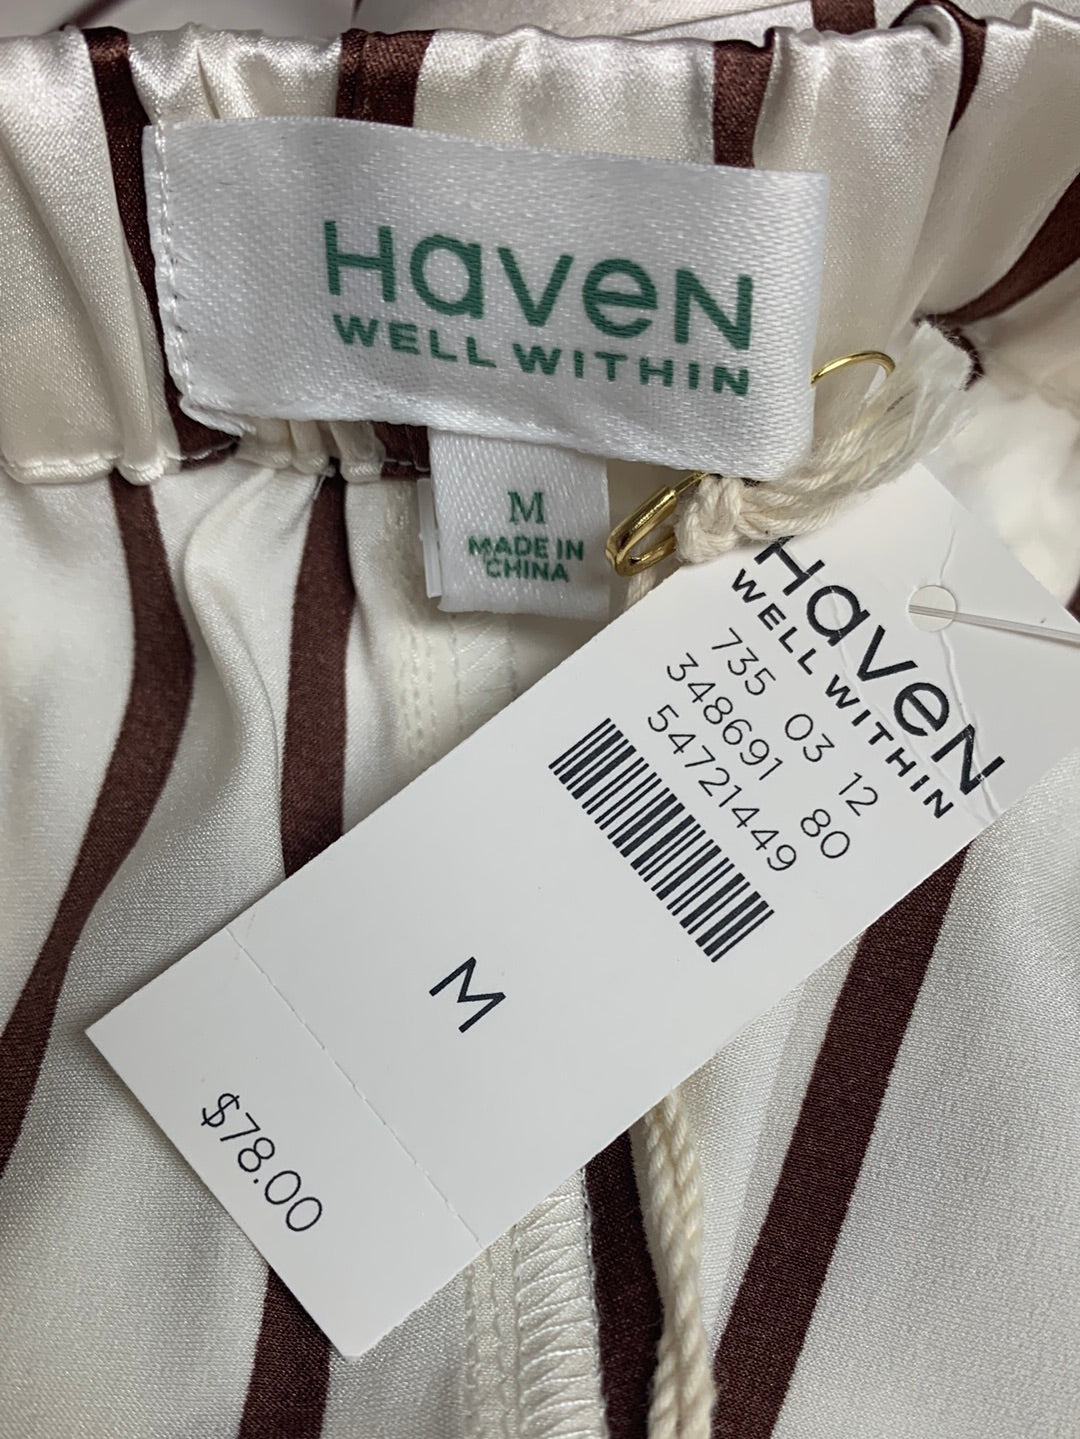 Haven
WELL WITHIN
M
MADE IN
CHINA
Haven
WELL WITHIN
735 03 12
348691 80
54721449
M
$78.00